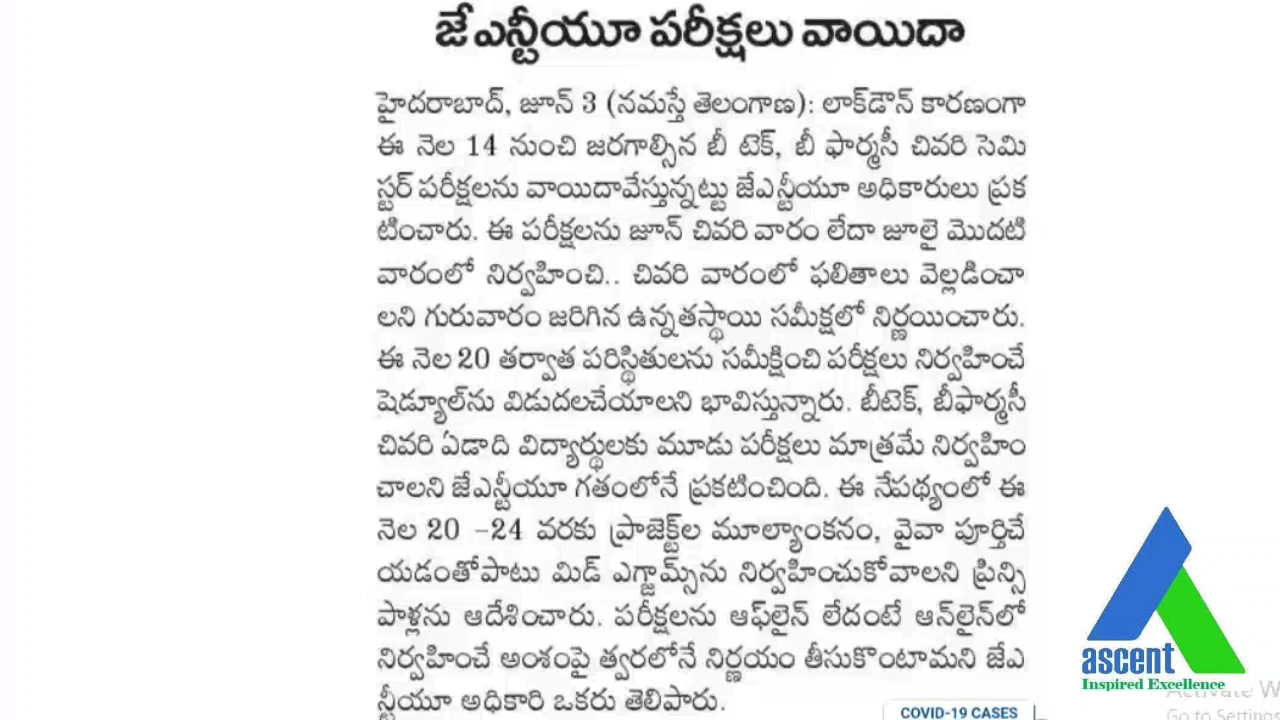 జేఎన్టీయూ పరీక్షలు వాయిదా
హైదరాబాద్, జూన్ 3 (నమస్తే తెలంగాణ): లాక్‌డౌన్ కారణంగా
ఈ నెల 14 నుంచి జరగాల్సిన బీ టెక్, బీ ఫార్మసీ చివరి సెమి
స్టర్ పరీక్షలను వాయిదావేస్తున్నట్టు జేఎన్టీయూ అధికారులు ప్రక
టించారు. ఈ పరీక్షలను జూన్ చివరి వారం లేదా జూలై మొదటి
వారంలో నిర్వహించి.. చివరి వారంలో ఫలితాలు వెల్లడించా
లని గురువారం జరిగిన ఉన్నతస్థాయి సమీక్షలో నిర్ణయించారు.
ఈ నెల 20 తర్వాత పరిస్థితులను సమీక్షించి పరీక్షలు నిర్వహించే
షెడ్యూల్‌ను విడుదలచేయాలని భావిస్తున్నారు. బీటెక్, బీఫార్మసీ
చివరి ఏడాది విద్యార్థులకు మూడు పరీక్షలు మాత్రమే నిర్వహిం
చాలని జేఎన్టీయూ గతంలోనే ప్రకటించింది. ఈ నేపథ్యంలో ఈ
నెల 20 -24 వరకు ప్రాజెక్ట్‌ల మూల్యాంకనం, వైవా పూర్తిచే
యడంతోపాటు మిడ్ ఎగ్జామ్స్‌ను నిర్వహించుకోవాలని ప్రిన్సి
పాళ్లను ఆదేశించారు. పరీక్షలను ఆఫ్‌లైన్ లేదంటే ఆన్‌లైన్‌లో
నిర్వహించే అంశంపై త్వరలోనే నిర్ణయం తీసుకొంటామని జేఏ
న్టీయూ అధికారి ఒకరు తెలిపారు.
ascent
Inspired Excellence
Activate W
Go to Settings
COVID-19 CASES